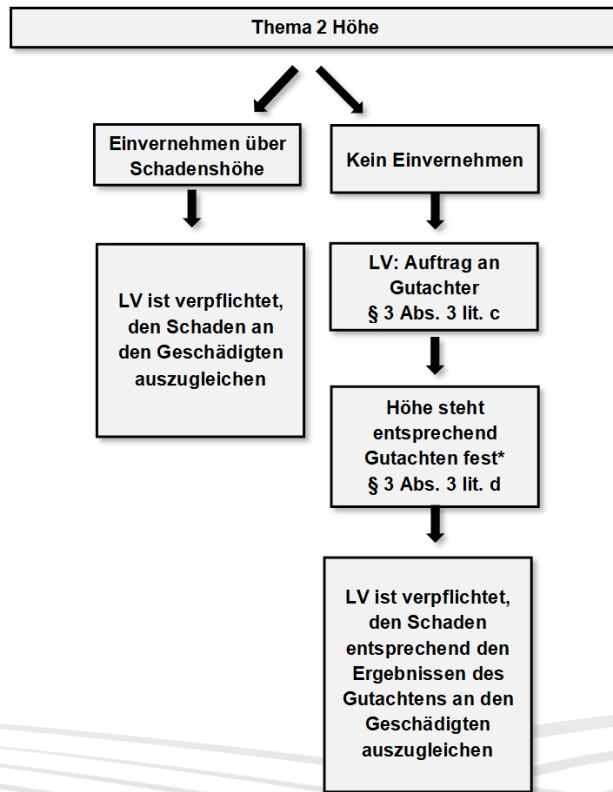 Thema 2 Höhe
Einvernehmen über
Schadenshöhe
Kein Einvernehmen
LV ist verpflichtet,
den Schaden an
den Geschädigten
auszugleichen
LV: Auftrag an
Gutachter
§ 3 Abs. 3 lit. c
Höhe steht
entsprechend
Gutachten fest*
§ 3 Abs. 3 lit. d
LV ist verpflichtet,
den Schaden
entsprechend den
Ergebnissen des
Gutachtens an den
Geschädigten
auszugleichen